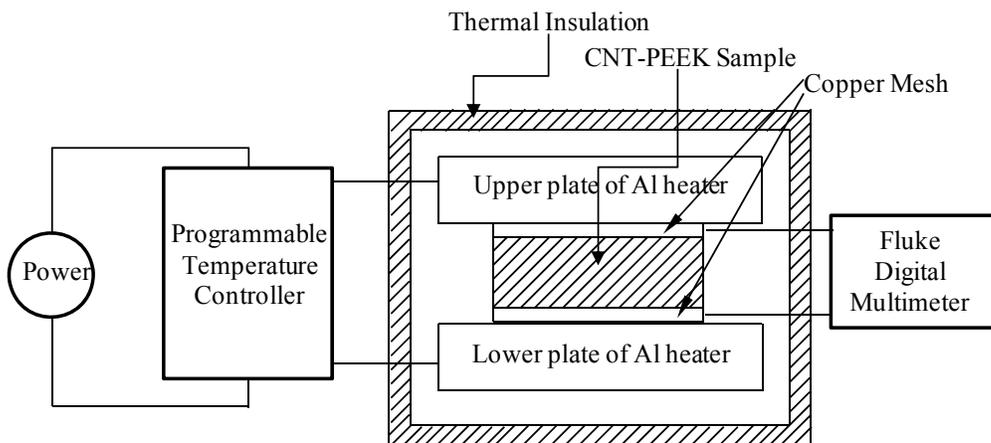 Thermal Insulation
CNT-PEEK Sample
Copper Mesh
Upper plate of Al heater
Programmable
Temperature
Controller
Power
Fluke
Digital
Multimeter
Lower plate of Al heater